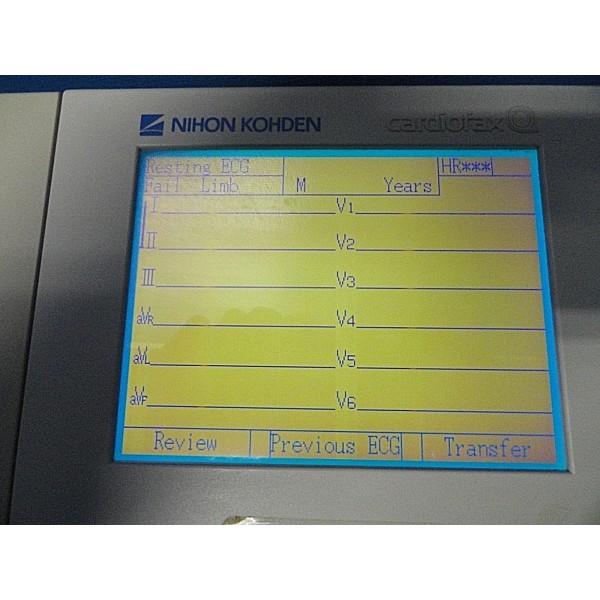 NIHON KOHDEN cardiofax Q
Resting ECG HR***
Fail Limb M Years
I V1
II V2
III V3
aVR V4
aVL V5
aVF V6
Review Previous ECG Transfer